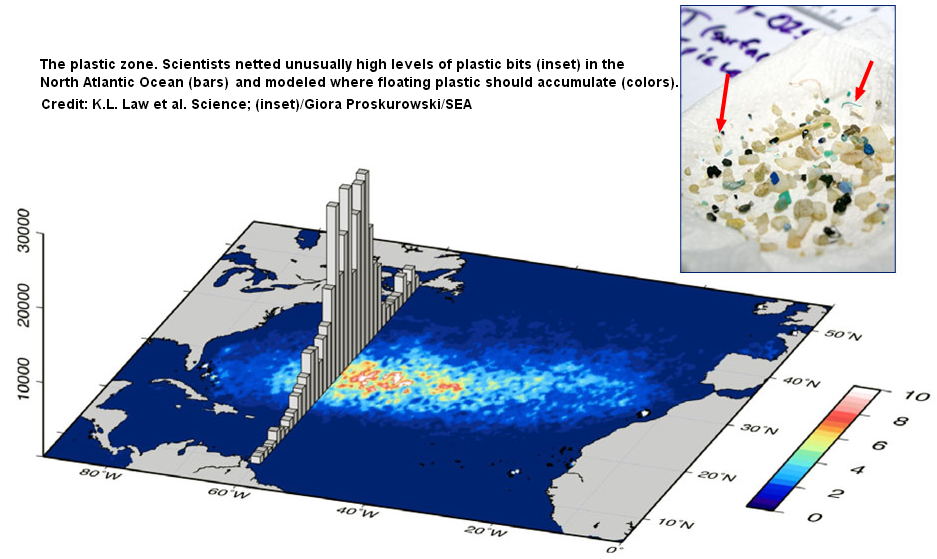 The plastic zone. Scientists netted unusually high levels of plastic bits (inset) in the
North Atlantic Ocean (bars) and modeled where floating plastic should accumulate (colors).
Credit: K.L. Law et al. Science; (inset)/Giora Proskurowski/SEA
30000
20000
10000
80°W
60°W
40°W
20°W
0°
50°N
40°N
30°N
20°N
10°N
10
8
6
4
2
0